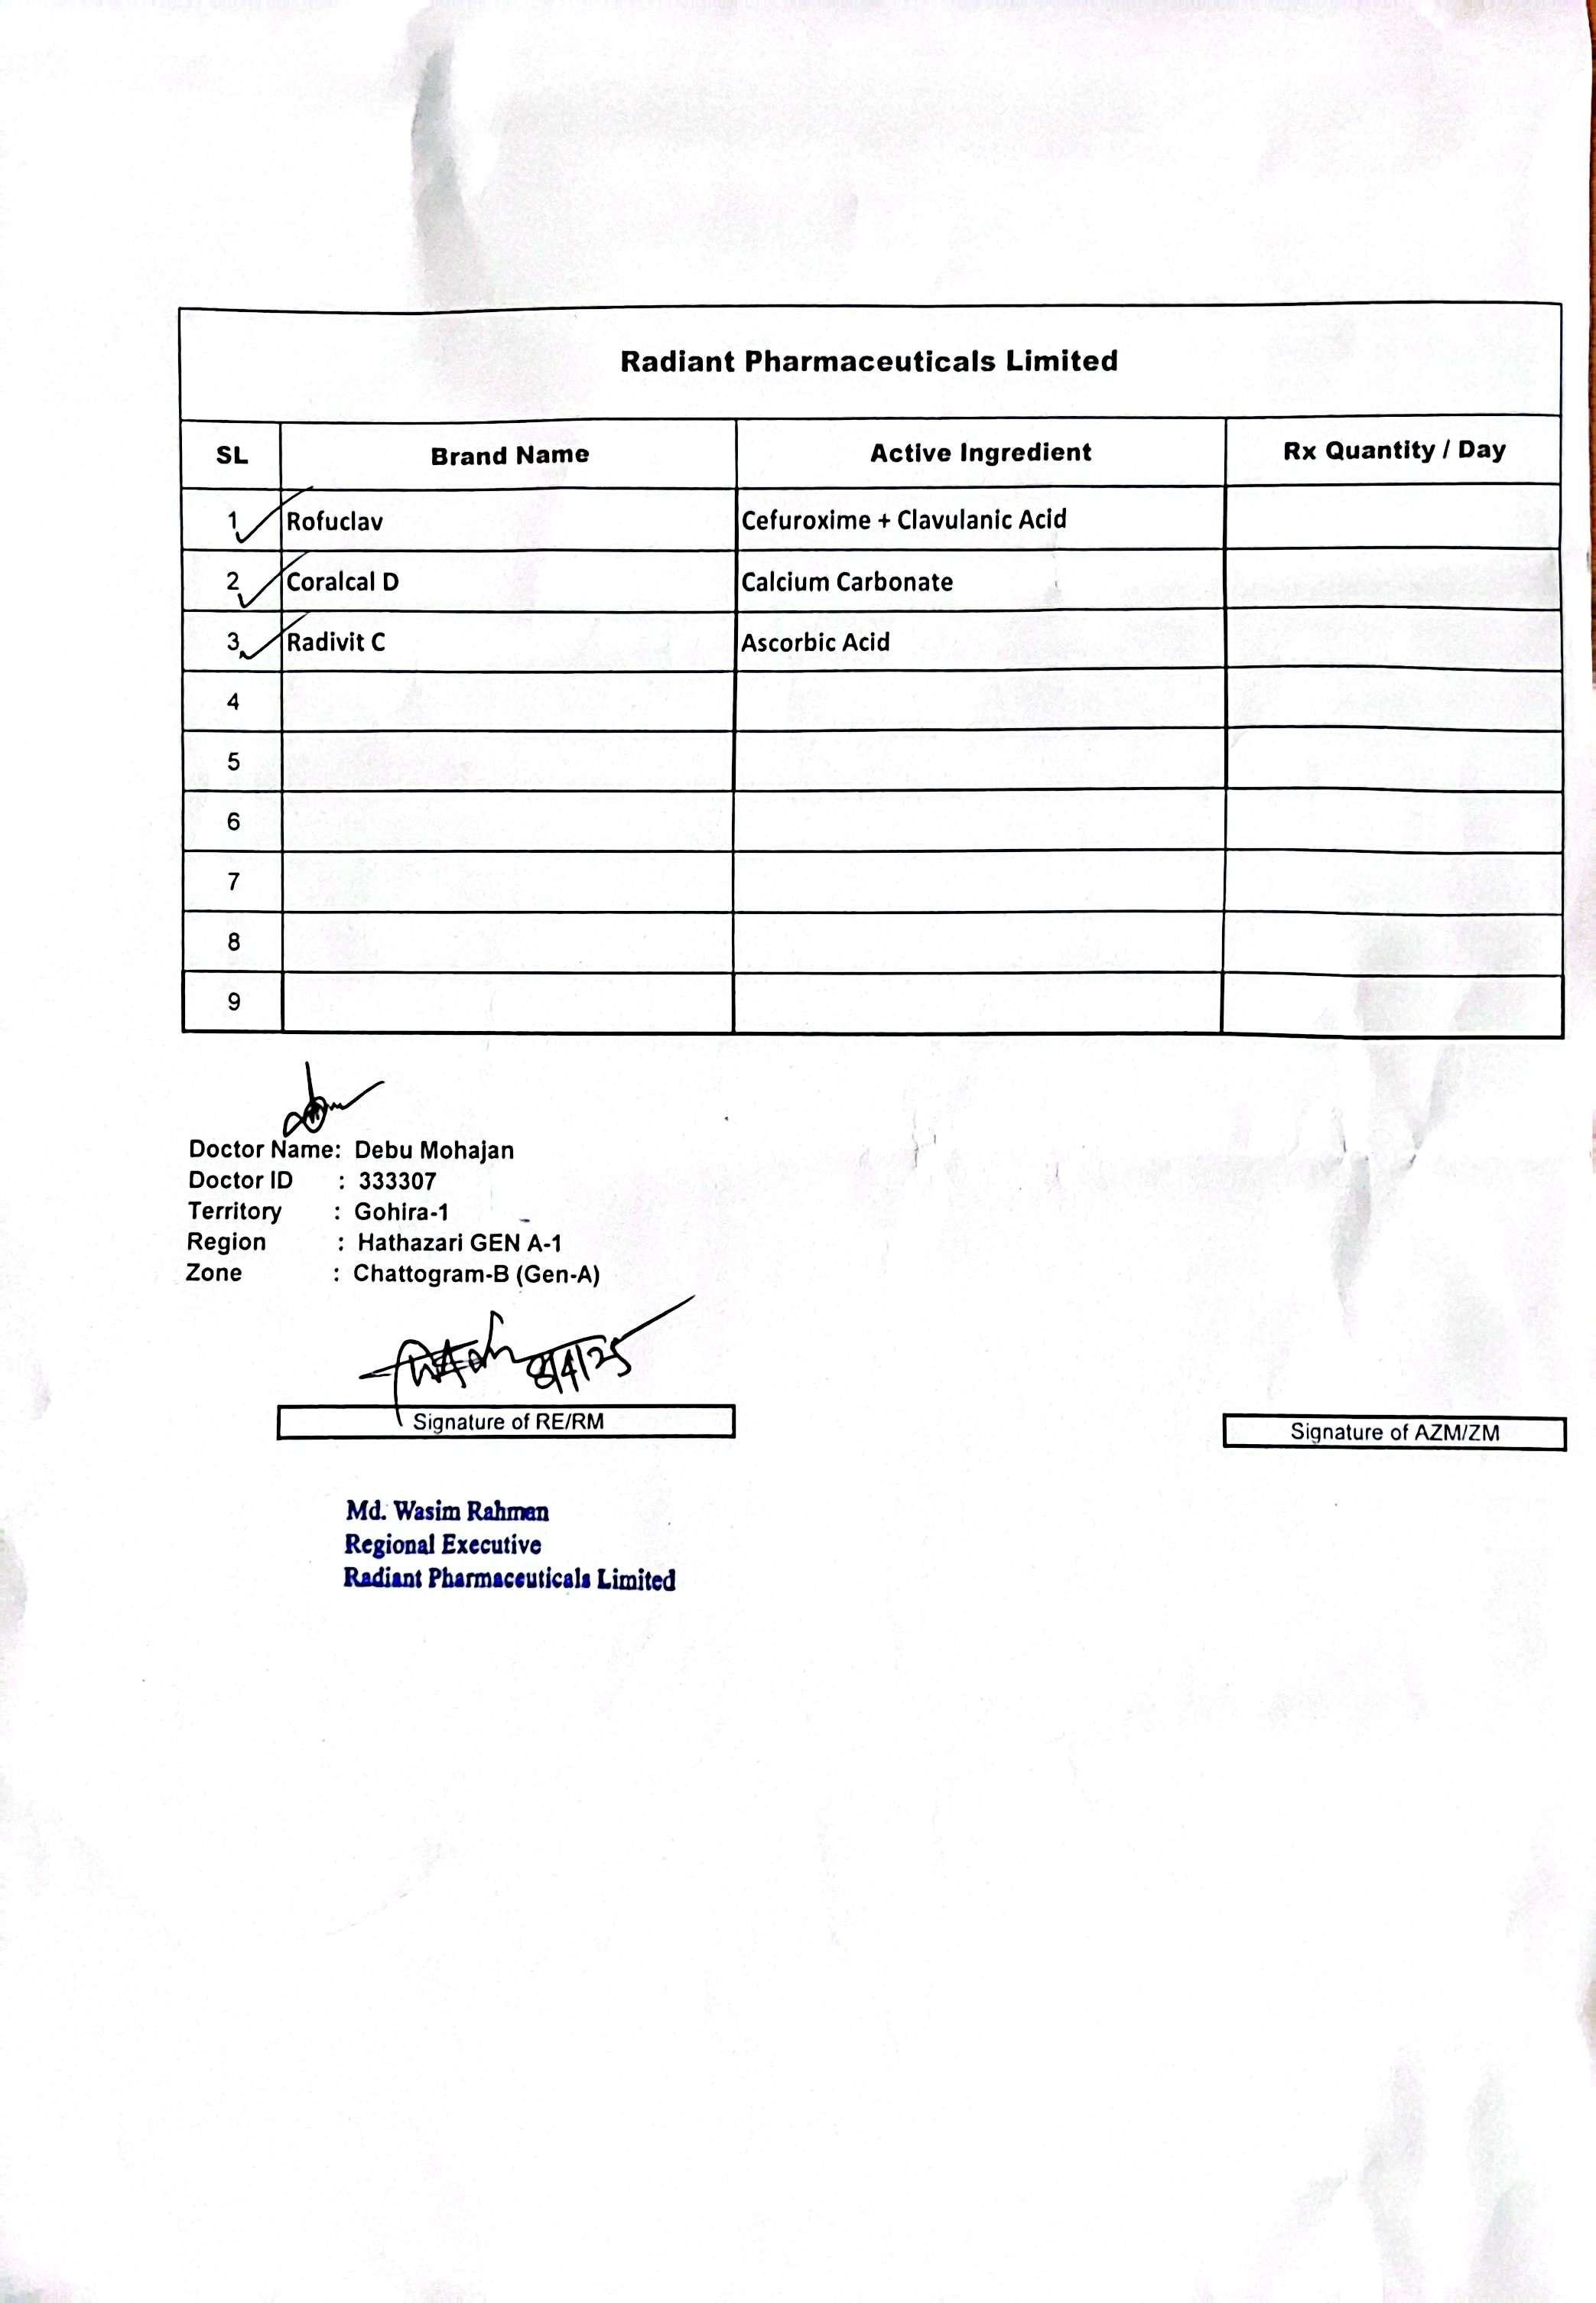 Radiant Pharmaceuticals Limited
SL Brand Name Active Ingredient Rx Quantity / Day
1 Rofuclav Cefuroxime + Clavulanic Acid
2 Coralcal D Calcium Carbonate
3 Radivit C Ascorbic Acid
4
5
6
7
8
9
Doctor Name: Debu Mohajan
Doctor ID : 333307
Territory : Gohira-1
Region : Hathazari GEN A-1
Zone : Chattogram-B (Gen-A)
8/4/25
Signature of RE/RM
Signature of AZM/ZM
Md. Wasim Rahman
Regional Executive
Radiant Pharmaceuticals Limited